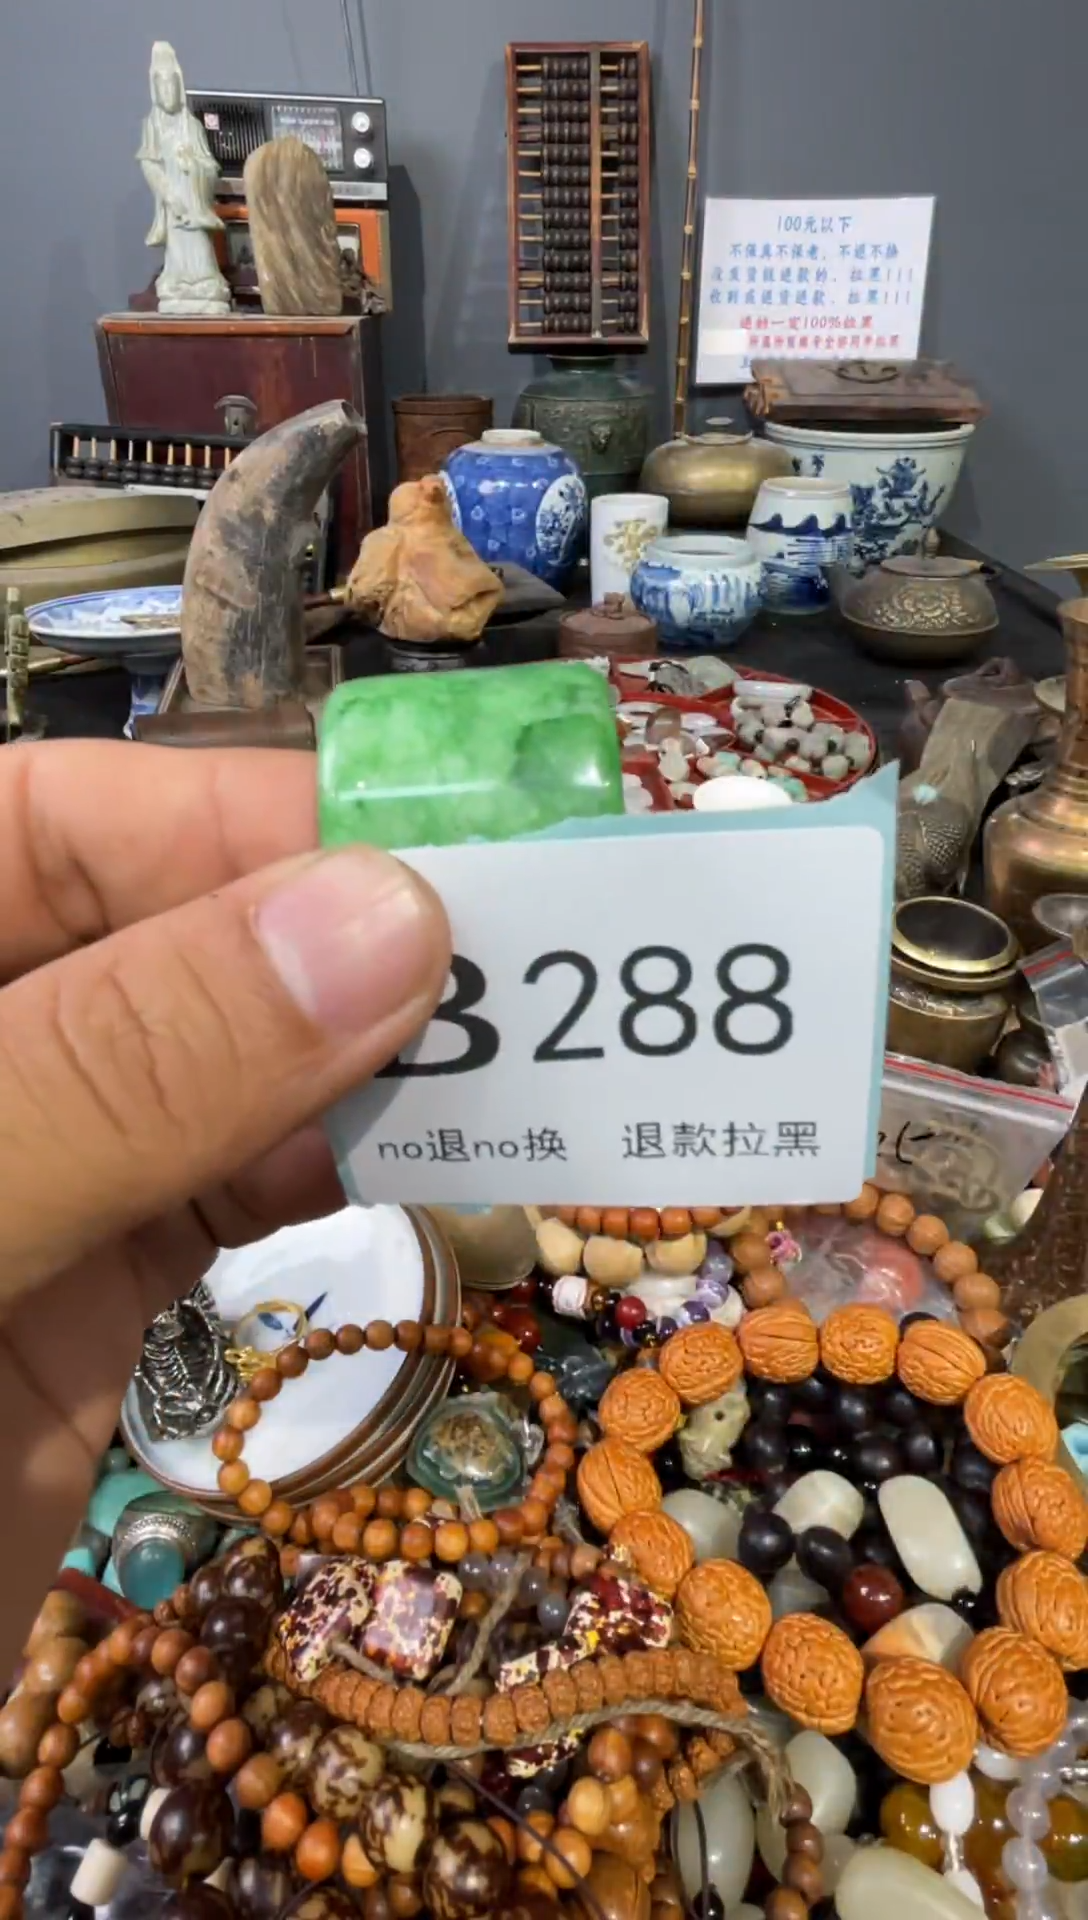 100元以下
不保真不保老，不退不换
没发货就退款的，拉黑!!!
收到或退货退款，拉黑!!!
退的一定100%拉黑
B288
no退no换 退款拉黑